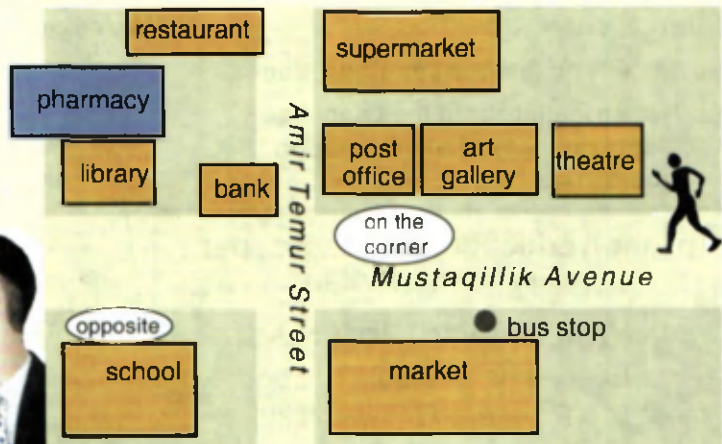 restaurant
supermarket
pharmacy
Amir Temur Street
post
office
art
gallery
theatre
library
bank
on the
corner
Mustaqillik Avenue
opposite
bus stop
school
market